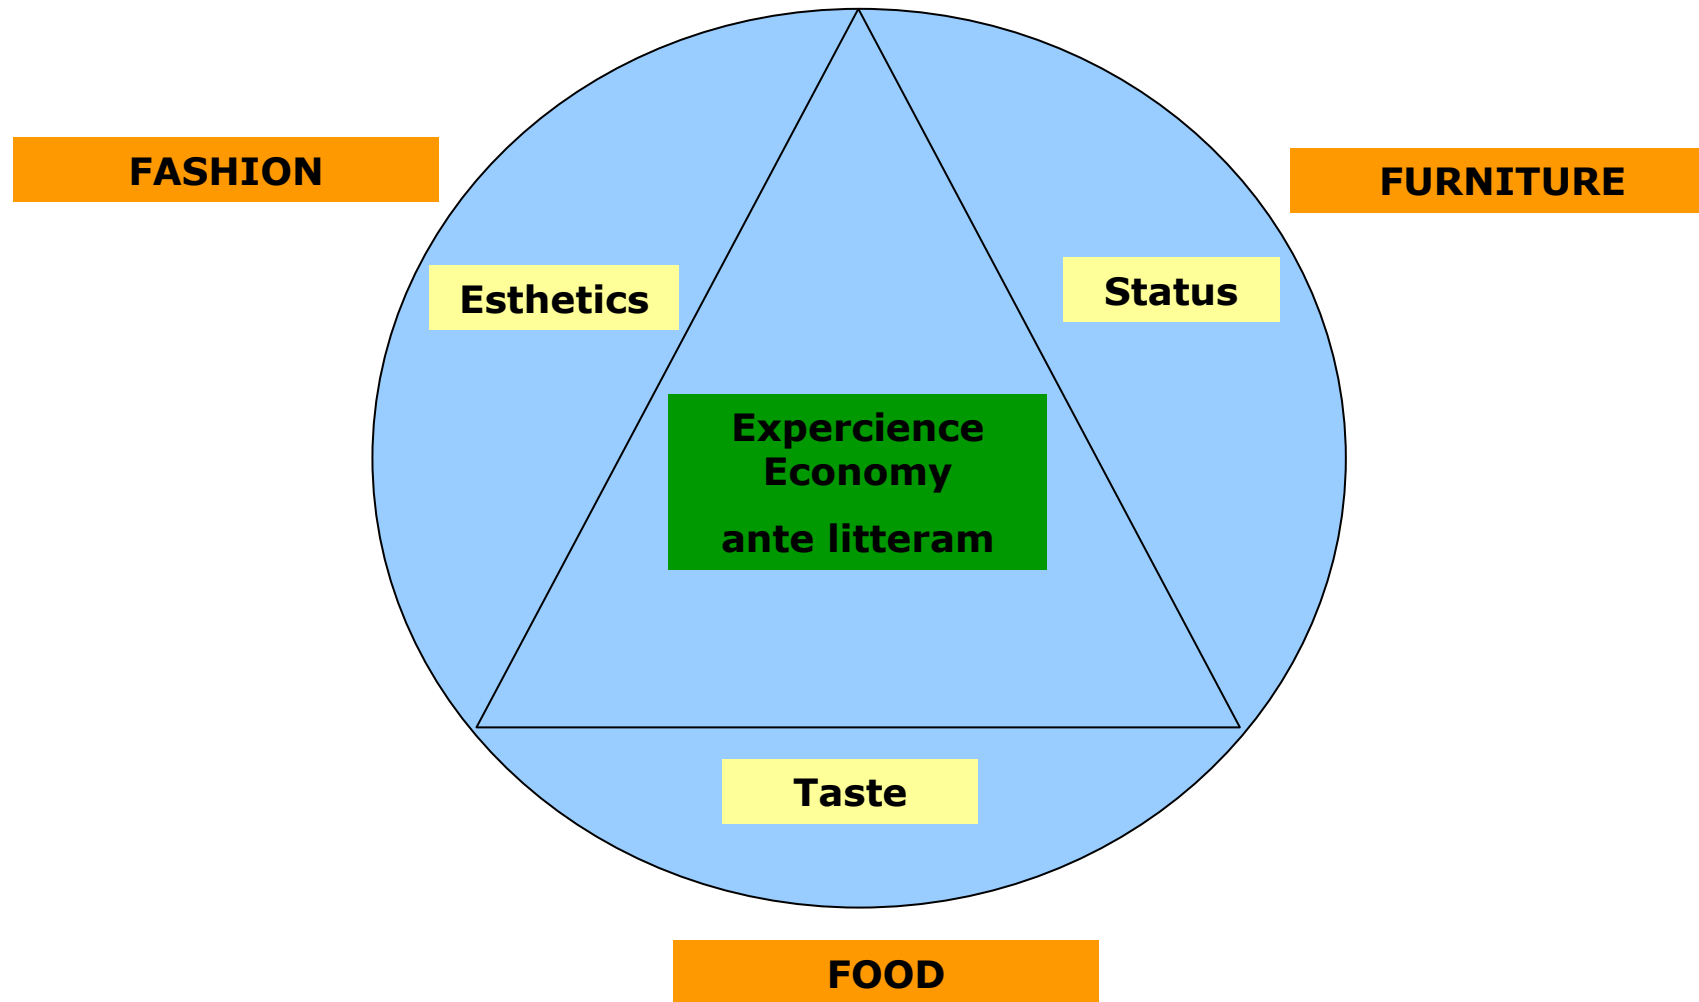 FASHION
FURNITURE
Esthetics
Status
Expercience
Economy
ante litteram
Taste
FOOD